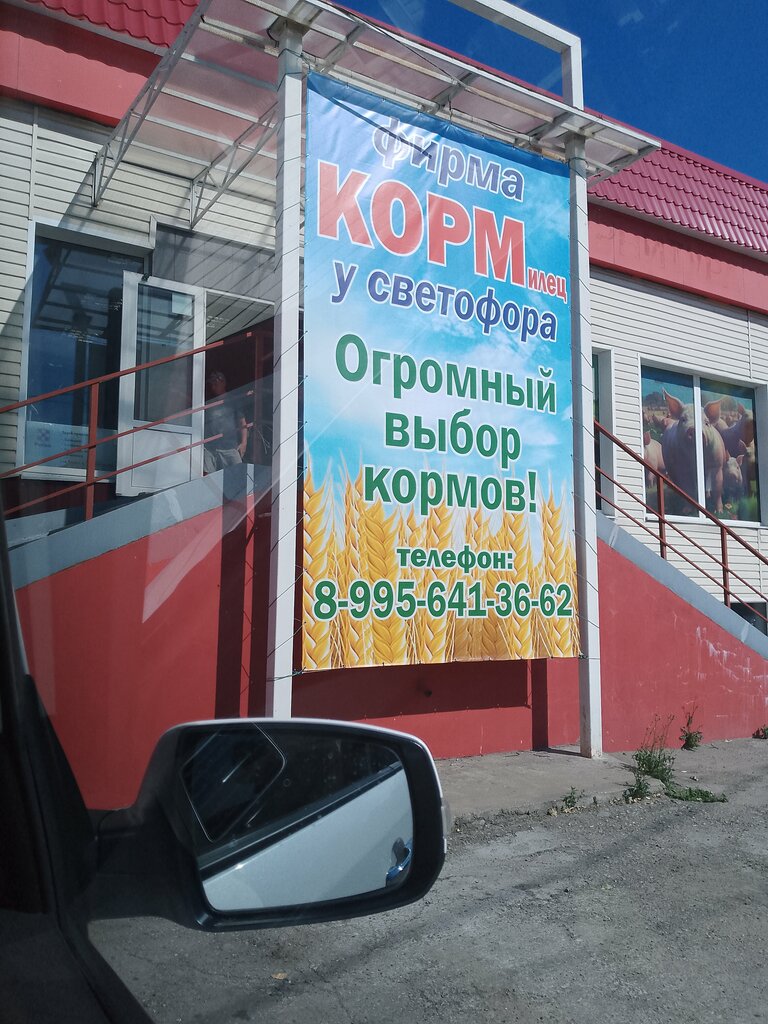 фирма
КОРМилец
у светофора
Огромный
выбор
кормов!
телефон:
8-995-641-36-62